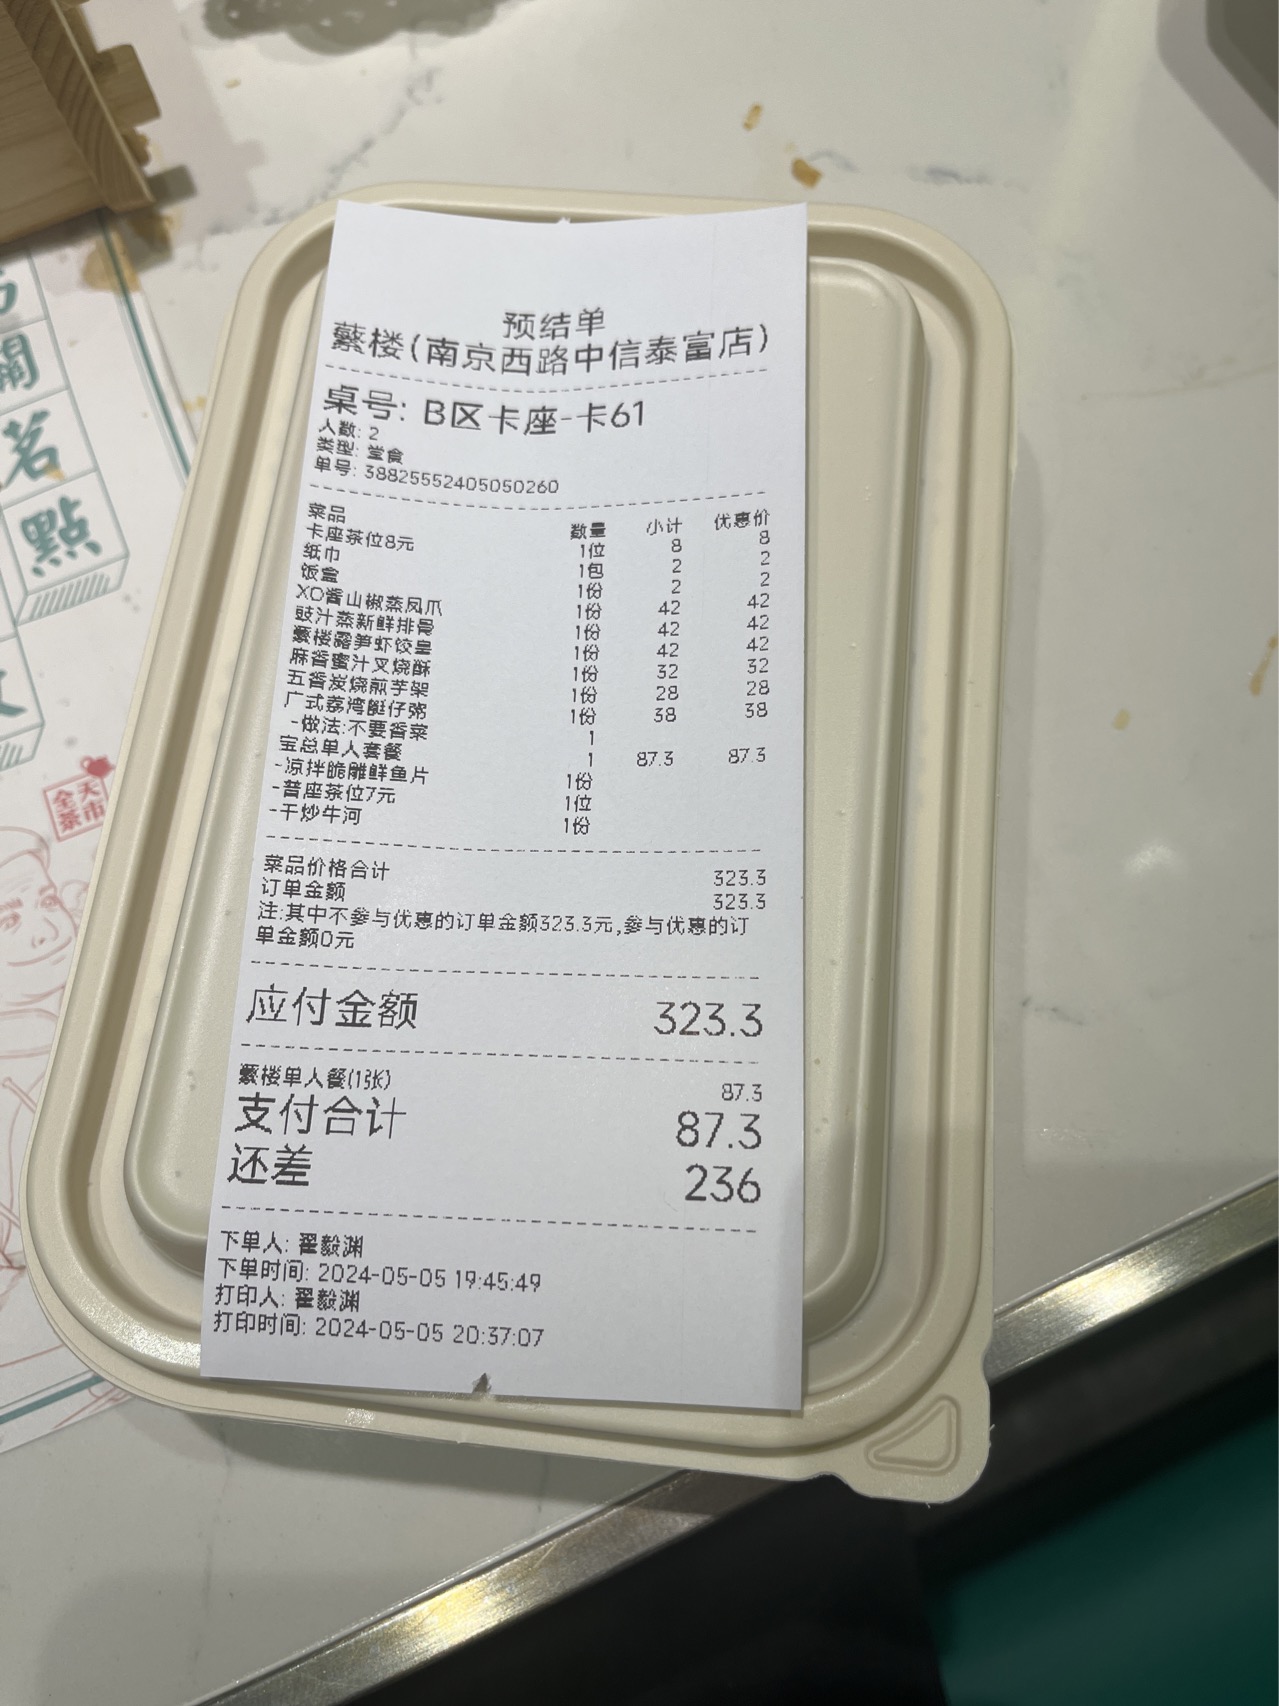 關
茗
點
全天
茶市
预结单
蘩楼(南京西路中信泰富店)
桌号: B区卡座-卡61
人数: 2
类型: 堂食
单号: 38825552405050260
菜品 数量 小计 优惠价
卡座茶位8元 1位 8 8
纸巾 1包 2 2
饭盒 1份 2 2
XO酱山椒蒸凤爪 1份 42 42
豉汁蒸新鲜排骨 1份 42 42
蘩楼露笋虾饺皇 1份 42 42
麻香蜜汁叉烧酥 1份 32 32
五香炭烧煎芋架 1份 28 28
广式荔湾艇仔粥 1份 38 38
-做法:不要香菜 1
宝总单人套餐 1 87.3 87.3
-凉拌脆雕鲜鱼片 1份
-普座茶位7元 1位
-干炒牛河 1份
菜品价格合计 323.3
订单金额 323.3
注:其中不参与优惠的订单金额323.3元,参与优惠的订
单金额0元
应付金额 323.3
蘩楼单人餐(1张) 87.3
支付合计 87.3
还差 236
下单人: 翟毅渊
下单时间: 2024-05-05 19:45:49
打印人: 翟毅渊
打印时间: 2024-05-05 20:37:07